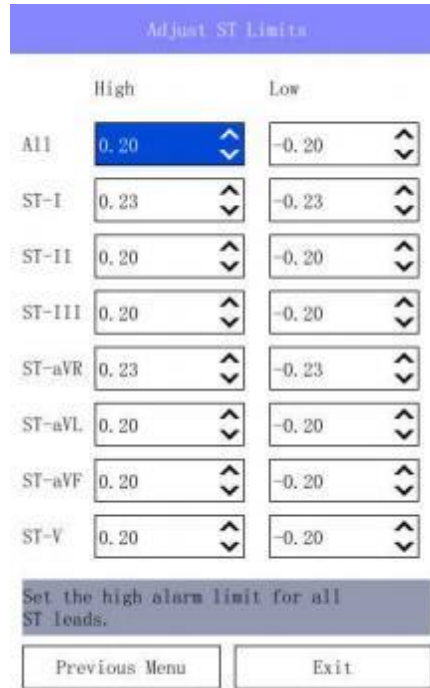 Adjust ST Limits
High Low
All 0.20 -0.20
ST-I 0.23 -0.23
ST-II 0.20 -0.20
ST-III 0.20 -0.20
ST-aVR 0.23 -0.23
ST-aVL 0.20 -0.20
ST-aVF 0.20 -0.20
ST-V 0.20 -0.20
Set the high alarm limit for all
ST leads.
Previous Menu Exit